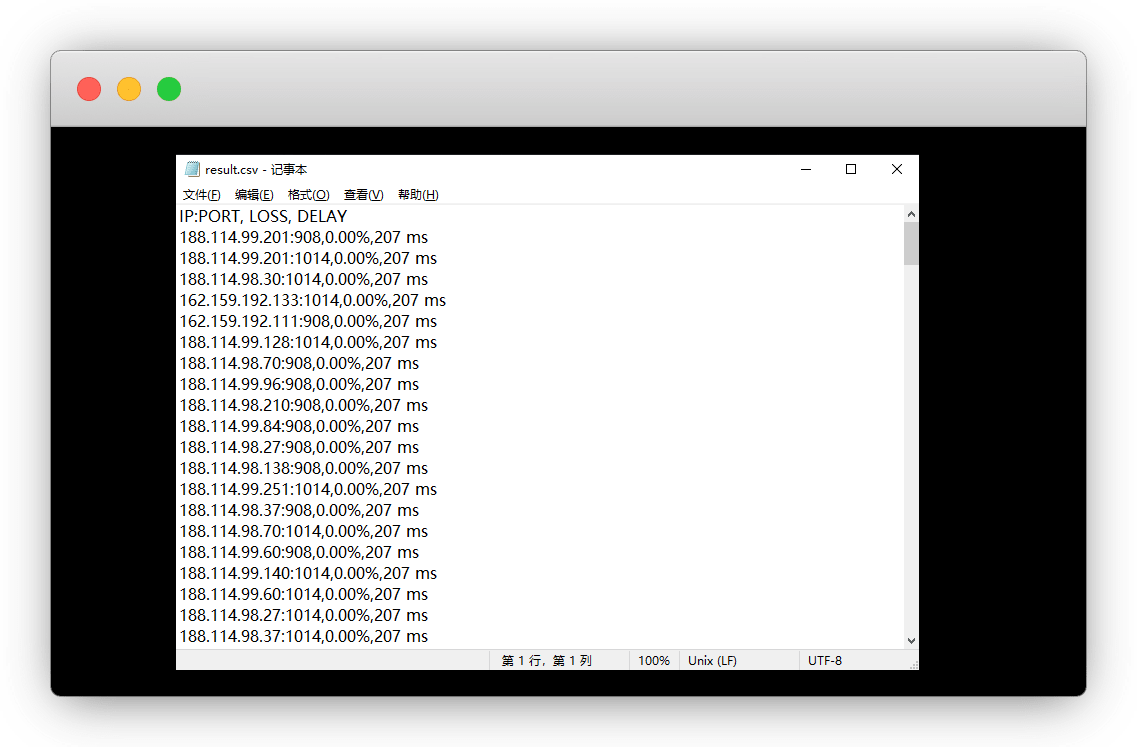 result.csv - 记事本
文件(F) 编辑(E) 格式(O) 查看(V) 帮助(H)
IP:PORT, LOSS, DELAY
188.114.99.201:908,0.00%,207 ms
188.114.99.201:1014,0.00%,207 ms
188.114.98.30:1014,0.00%,207 ms
162.159.192.133:1014,0.00%,207 ms
162.159.192.111:908,0.00%,207 ms
188.114.99.128:1014,0.00%,207 ms
188.114.98.70:908,0.00%,207 ms
188.114.99.96:908,0.00%,207 ms
188.114.98.210:908,0.00%,207 ms
188.114.99.84:908,0.00%,207 ms
188.114.98.27:908,0.00%,207 ms
188.114.98.138:908,0.00%,207 ms
188.114.99.251:1014,0.00%,207 ms
188.114.98.37:908,0.00%,207 ms
188.114.98.70:1014,0.00%,207 ms
188.114.99.60:908,0.00%,207 ms
188.114.99.140:1014,0.00%,207 ms
188.114.99.60:1014,0.00%,207 ms
188.114.98.27:1014,0.00%,207 ms
188.114.98.37:1014,0.00%,207 ms
第 1 行，第 1 列 100% Unix (LF) UTF-8